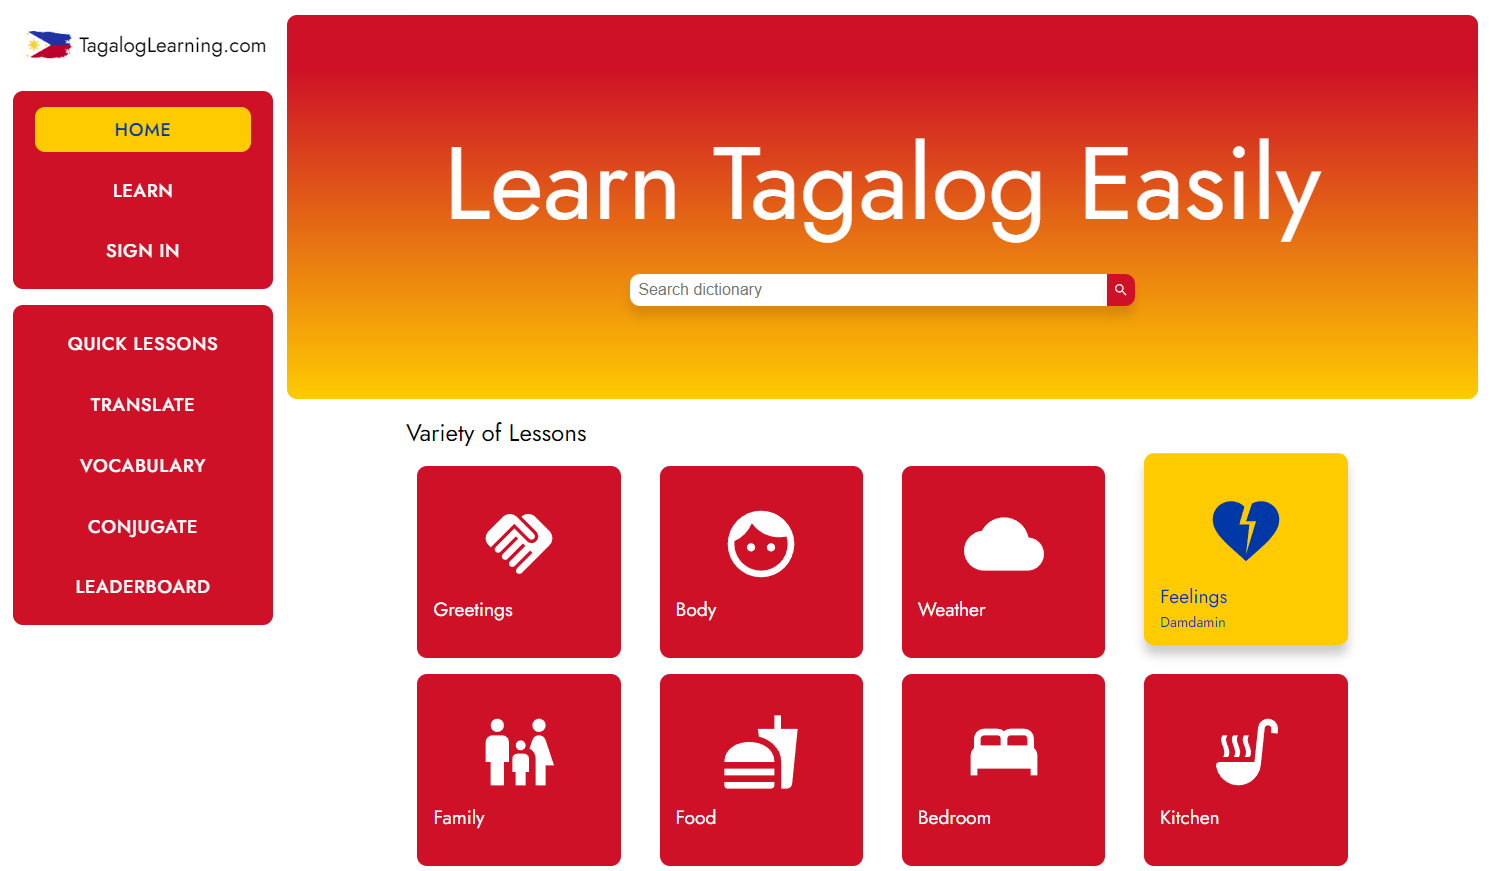 TagalogLearning.com
HOME
LEARN
SIGN IN
QUICK LESSONS
TRANSLATE
VOCABULARY
CONJUGATE
LEADERBOARD
Learn Tagalog Easily
Search dictionary
Variety of Lessons
Greetings
Body
Weather
Feelings
Damdamin
Family
Food
Bedroom
Kitchen